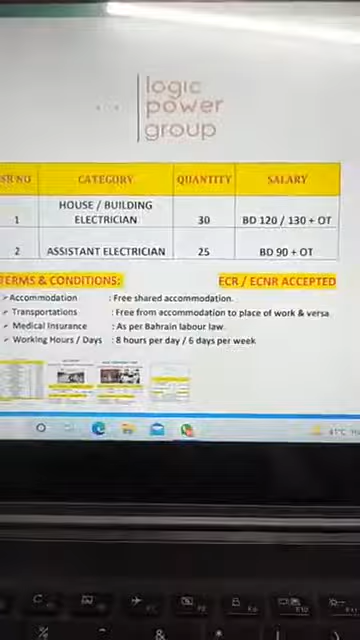 logic
power
group
SR NO CATEGORY QUANTITY SALARY
1 HOUSE / BUILDING ELECTRICIAN 30 BD 120 / 130 + OT
2 ASSISTANT ELECTRICIAN 25 BD 90 + OT
TERMS & CONDITIONS: ECR / ECNR ACCEPTED
Accommodation : Free shared accommodation.
Transportations : Free from accommodation to place of work & versa
Medical Insurance : As per Bahrain labour law.
Working Hours / Days : 8 hours per day / 6 days per week
41°C